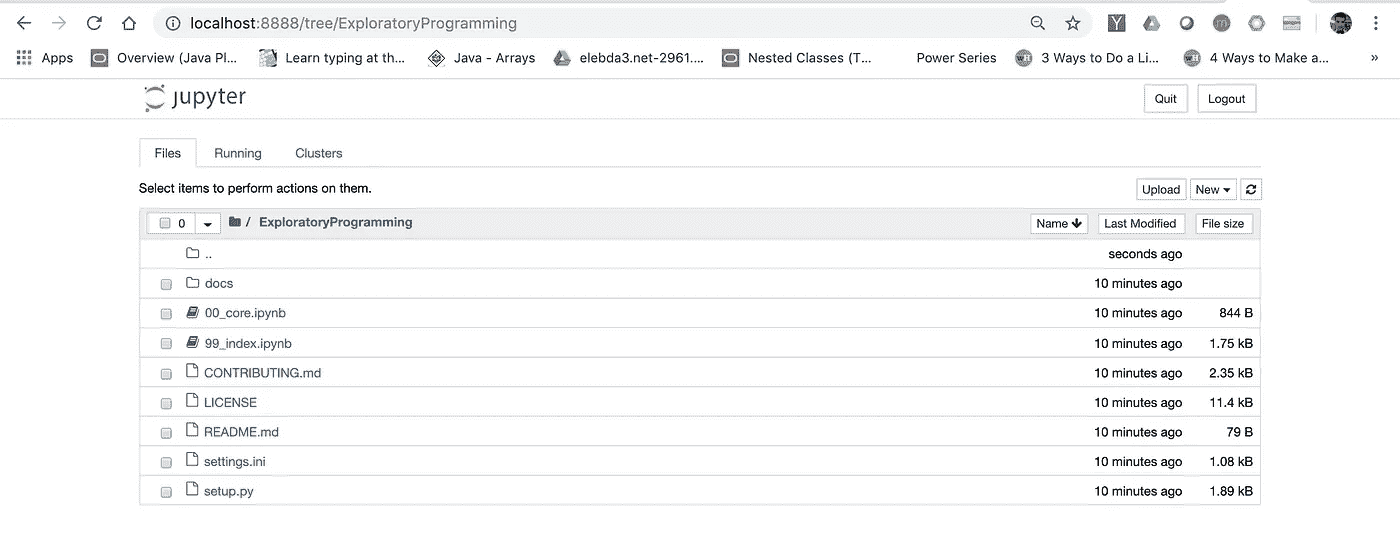 localhost:8888/tree/ExploratoryProgramming
Apps Overview (Java Pl... Learn typing at th... Java - Arrays elebda3.net-2961.... Nested Classes (T... Power Series 3 Ways to Do a Li... 4 Ways to Make a... »
jupyter Quit Logout
Files Running Clusters
Select items to perform actions on them. Upload New
0 / ExploratoryProgramming Name Last Modified File size
.. seconds ago
docs 10 minutes ago
00_core.ipynb 10 minutes ago 844 B
99_index.ipynb 10 minutes ago 1.75 kB
CONTRIBUTING.md 10 minutes ago 2.35 kB
LICENSE 10 minutes ago 11.4 kB
README.md 10 minutes ago 79 B
settings.ini 10 minutes ago 1.08 kB
setup.py 10 minutes ago 1.89 kB